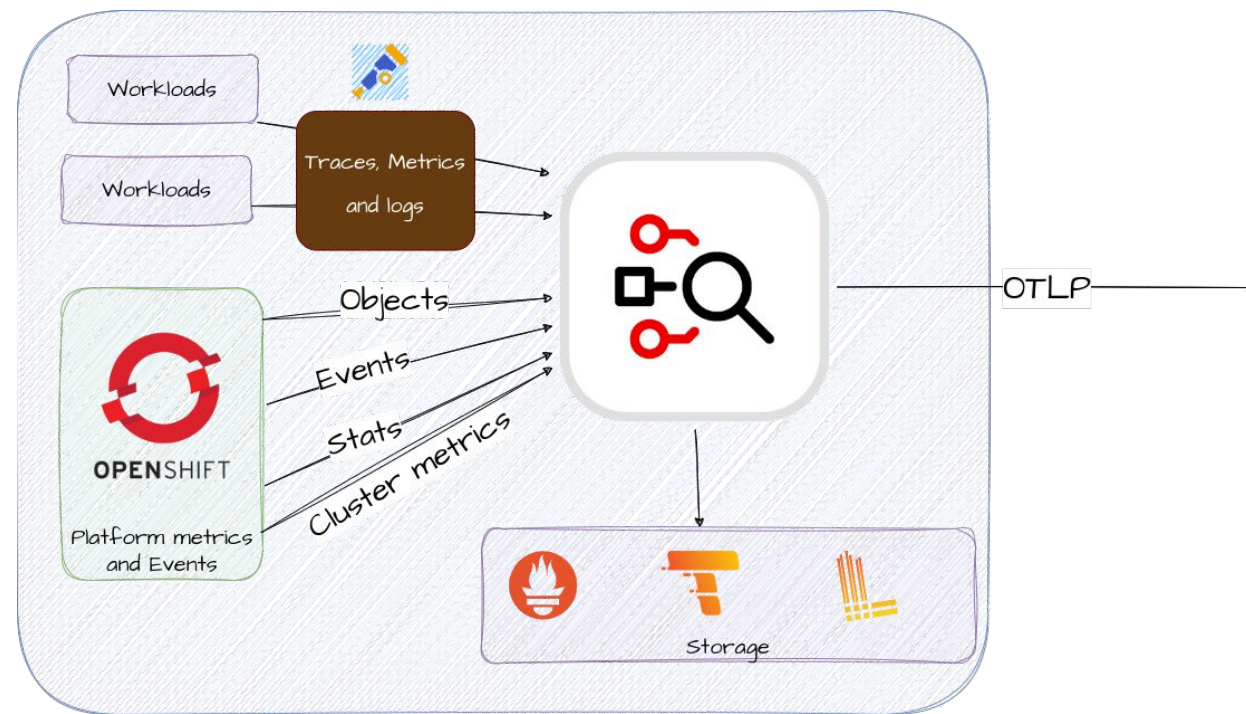 Workloads
Traces, Metrics
and logs
Workloads
Objects
OTLP
Events
Stats
Cluster metrics
OPENSHIFT
Platform metrics
and Events
Storage